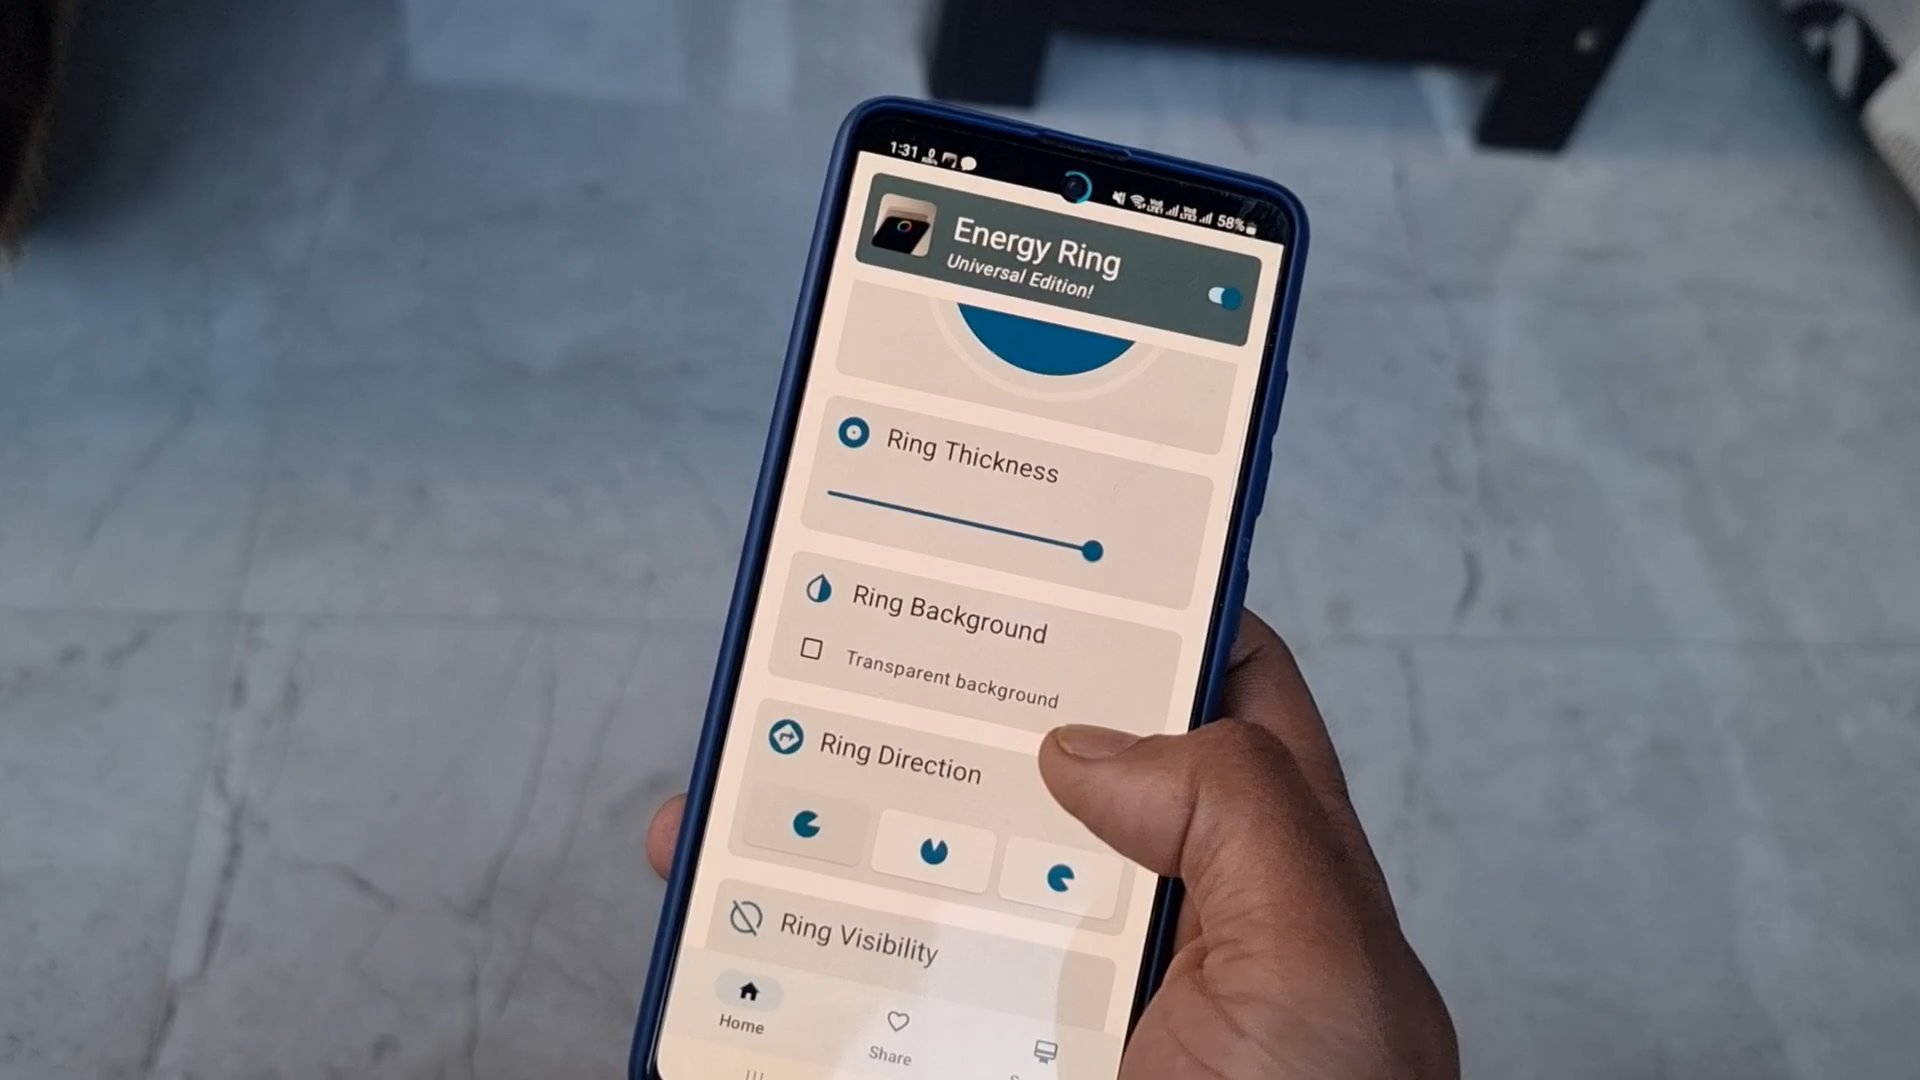 1:31
58%
Energy Ring
Universal Edition!
Ring Thickness
Ring Background
Transparent background
Ring Direction
Ring Visibility
Home
Share